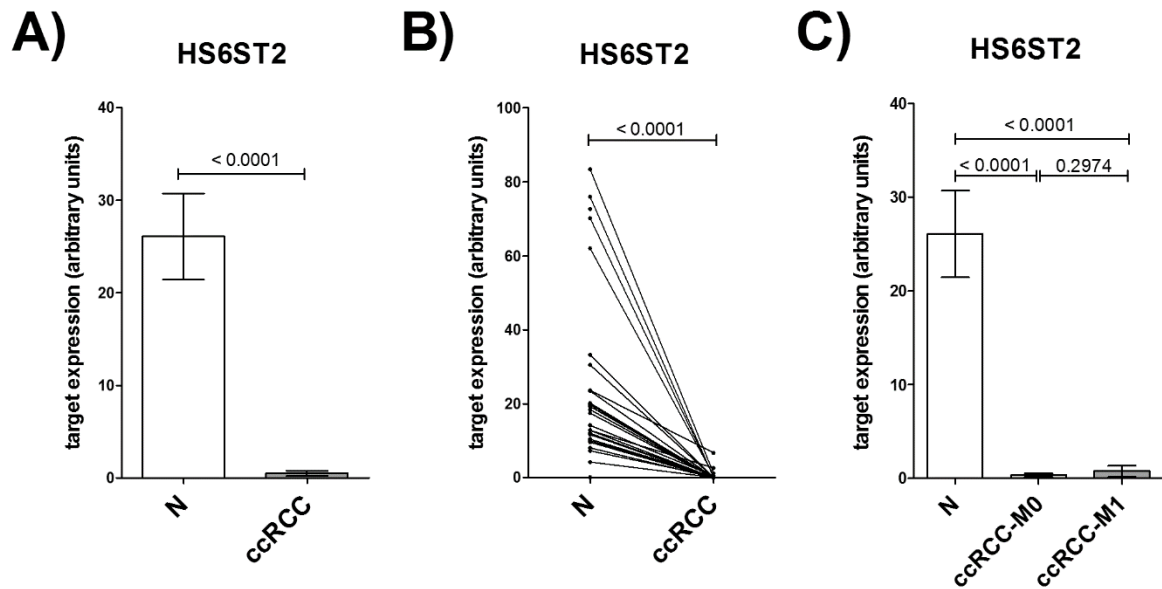 A)
HS6ST2
target expression (arbitrary units)
40
30
20
10
0
< 0.0001
N
ccRCC
B)
HS6ST2
target expression (arbitrary units)
100
80
60
40
20
0
< 0.0001
N
ccRCC
C)
HS6ST2
target expression (arbitrary units)
40
30
20
10
0
< 0.0001
< 0.0001
0.2974
N
ccRCC-M0
ccRCC-M1